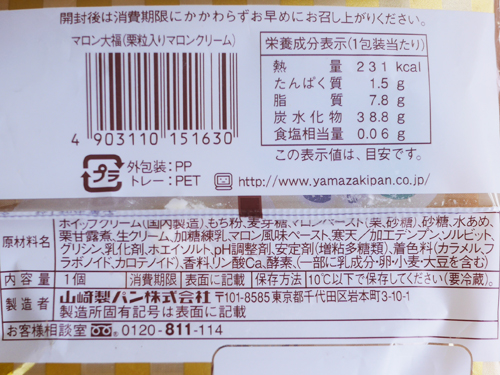 開封後は消費期限にかかわらずお早めにお召し上がりください。
マロン大福(栗粒入りマロンクリーム)
4 903110 151630
プラ
外包装:PP
トレー:PET
栄養成分表示(1包装当たり)
熱量 231 kcal
たんぱく質 1.5 g
脂質 7.8 g
炭水化物 38.8 g
食塩相当量 0.06 g
この表示値は、目安です。
http://www.yamazakipan.co.jp/
原材料名
ホイップクリーム(国内製造)、もち粉、麦芽糖、マロンペースト(栗、砂糖)、砂糖、水あめ、
栗甘露煮、生クリーム、加糖練乳、マロン風味ペースト、寒天/加工デンプン、ソルビット、
グリシン、乳化剤、ホエイソルト、pH調整剤、安定剤(増粘多糖類)、着色料(カラメル、フ
ラボノイド、カロテノイド)、香料、リン酸Ca、酵素、(一部に乳成分・卵・小麦・大豆を含む)
内容量 1個 消費期限 表面に記載 保存方法 10℃以下で保存してください(要冷蔵)。
製造者 山崎製パン株式会社 〒101-8585東京都千代田区岩本町3-10-1
製造所固有記号は表面に記載
お客様相談室 0120-811-114